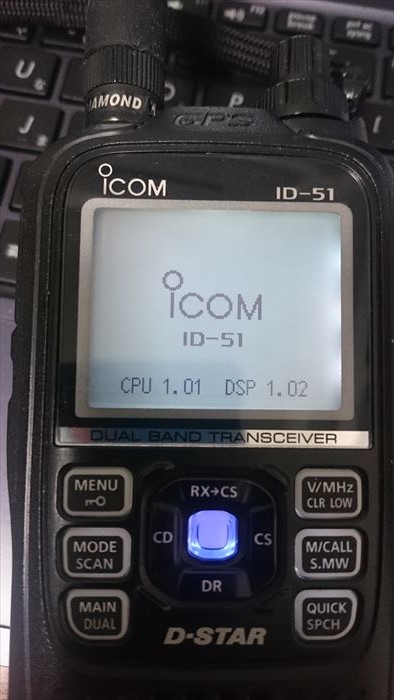 U
J
P
DIAMOND
GPS
ICOM
ID-51
ICOM
ID-51
CPU 1.01 DSP 1.02
DUAL BAND TRANSCEIVER
MENU
RX→CS
V/MHz
CLR LOW
MODE
SCAN
CD
CS
M/CALL
S.MW
MAIN
DUAL
DR
QUICK
SPCH
D-STAR